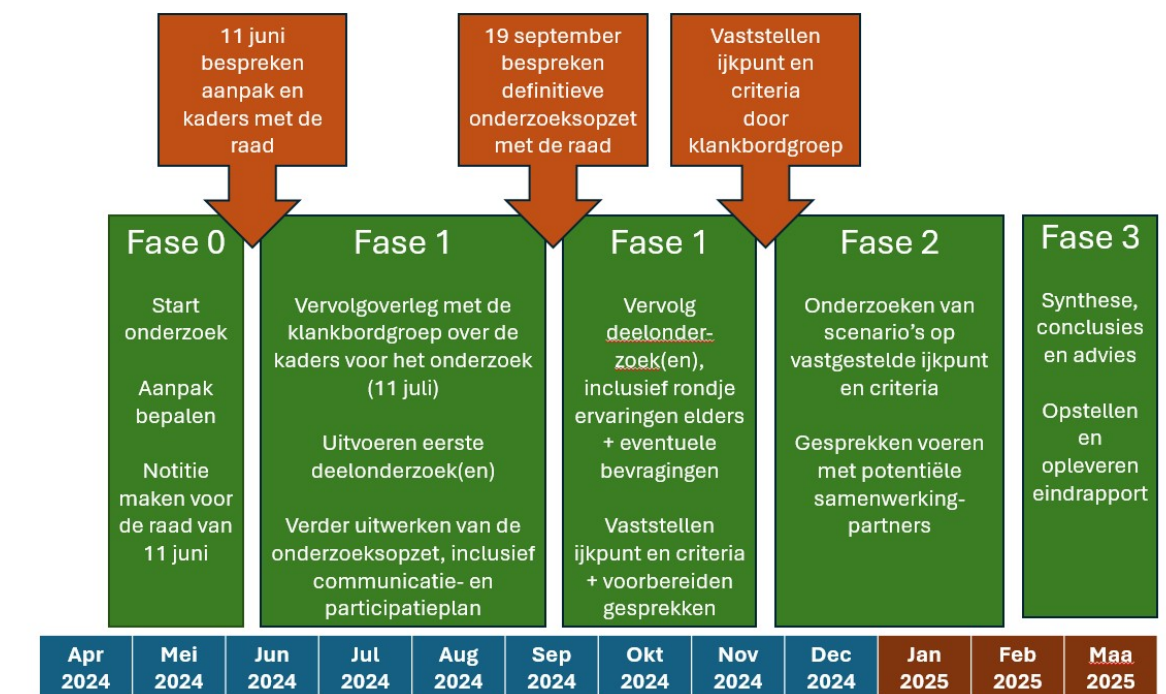 11 juni
bespreken
aanpak en
kaders met de
raad
19 september
bespreken
definitieve
onderzoeksopzet
met de raad
Vaststellen
ijkpunt en
criteria
door
klankbordgroep
Fase 0
Start
onderzoek
Aanpak
bepalen
Notitie
maken voor
de raad van
11 juni
Fase 1
Vervolgoverleg met de
klankbordgroep over de
kaders voor het onderzoek
(11 juli)
Uitvoeren eerste
deelonderzoek(en)
Verder uitwerken van de
onderzoeksopzet, inclusief
communicatie- en
participatieplan
Fase 1
Vervolg
deelonder-
zoek(en),
inclusief rondje
ervaringen elders
+ eventuele
bevragingen
Vaststellen
ijkpunt en criteria
+ voorbereiden
gesprekken
Fase 2
Onderzoeken van
scenario’s op
vastgestelde ijkpunt
en criteria
Gesprekken voeren
met potentiële
samenwerking-
partners
Fase 3
Synthese,
conclusies
en advies
Opstellen
en
opleveren
eindrapport
Apr
2024
Mei
2024
Jun
2024
Jul
2024
Aug
2024
Sep
2024
Okt
2024
Nov
2024
Dec
2024
Jan
2025
Feb
2025
Maa
2025